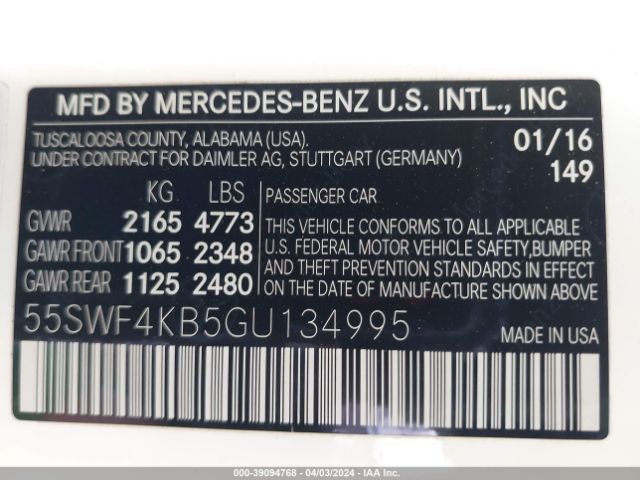 MFD BY MERCEDES-BENZ U.S. INTL., INC
TUSCALOOSA COUNTY, ALABAMA (USA). 01/16
UNDER CONTRACT FOR DAIMLER AG, STUTTGART (GERMANY) 149
KG LBS PASSENGER CAR
GVWR 2165 4773 THIS VEHICLE CONFORMS TO ALL APPLICABLE
GAWR FRONT 1065 2348 U.S. FEDERAL MOTOR VEHICLE SAFETY, BUMPER
GAWR REAR 1125 2480 AND THEFT PREVENTION STANDARDS IN EFFECT
ON THE DATE OF MANUFACTURE SHOWN ABOVE.
55SWF4KB5GU134995 MADE IN USA
000-39094768 - 04/03/2024 - IAA Inc.